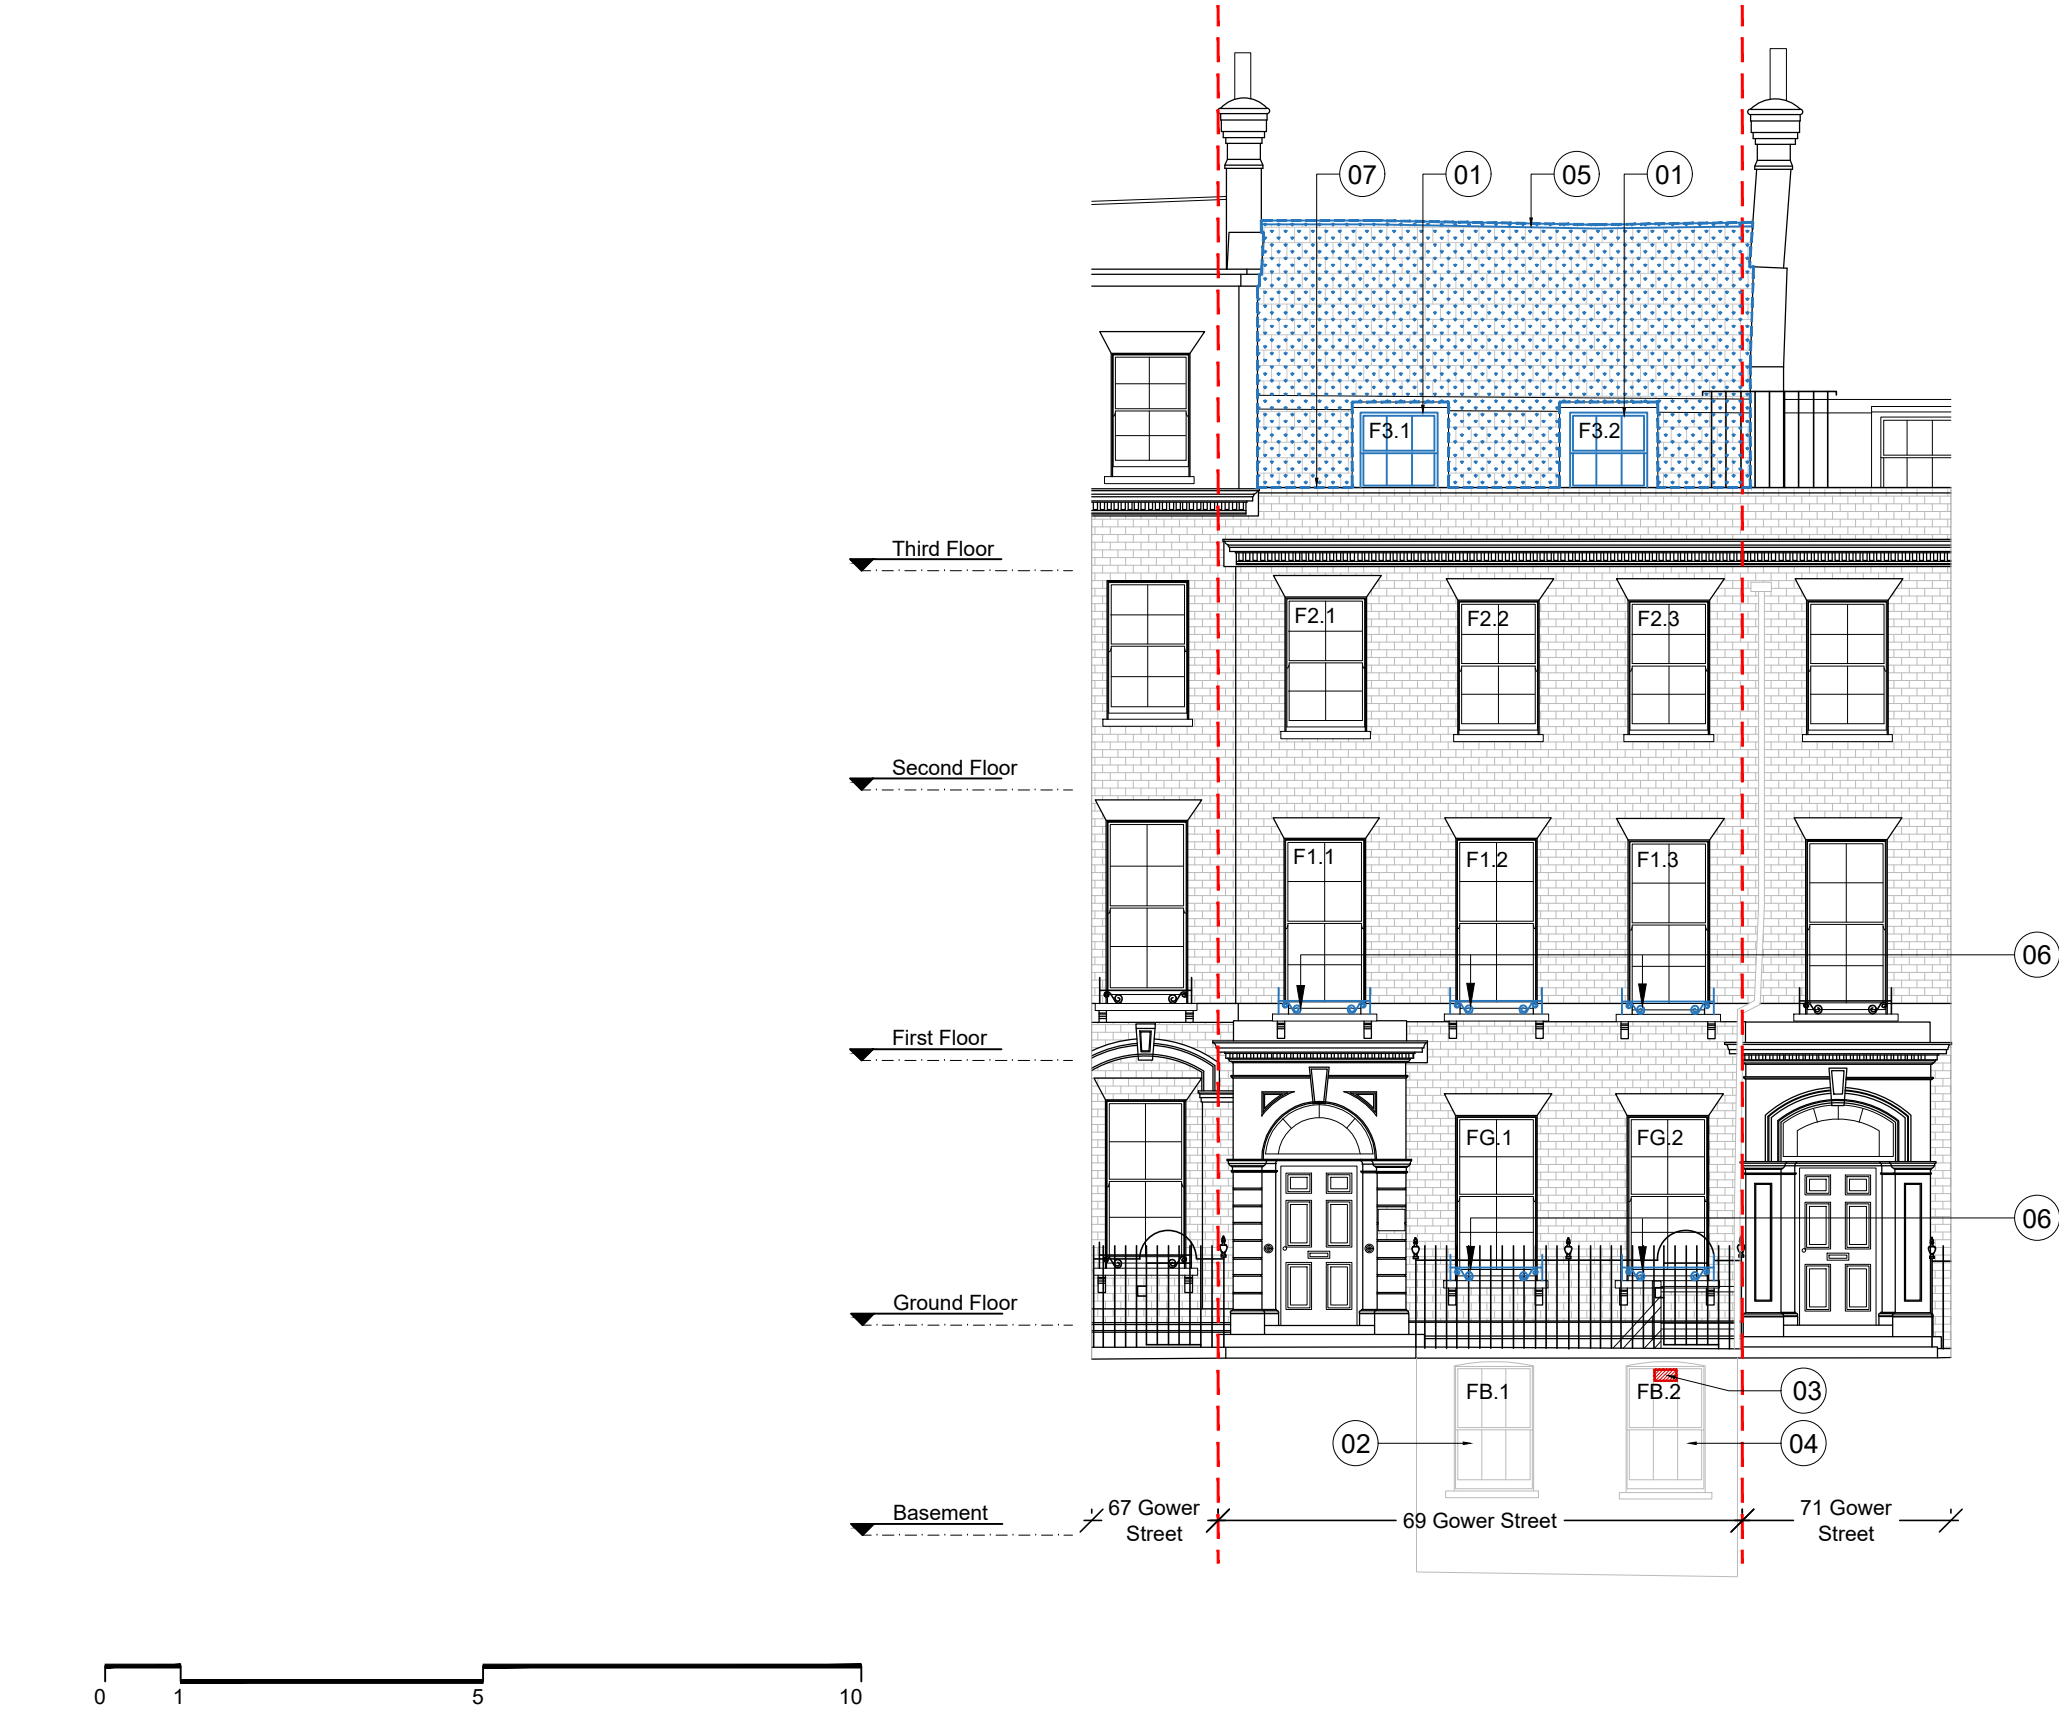 07
01
05
01
F3.1
F3.2
Third Floor
F2.1
F2.2
F2.3
Second Floor
F1.1
F1.2
F1.3
06
First Floor
FG.1
FG.2
06
Ground Floor
FB.1
FB.2
03
02
04
Basement
67 Gower
Street
69 Gower Street
71 Gower
Street
0
1
5
10